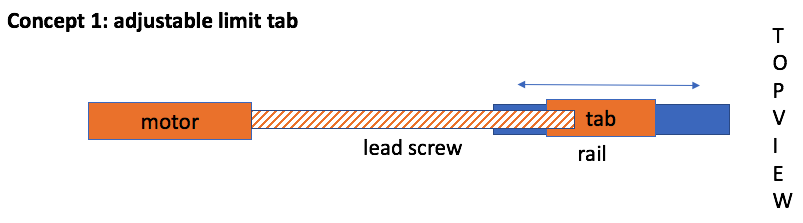 Concept 1: adjustable limit tab
motor
tab
lead screw
rail
T
O
P
V
I
E
W